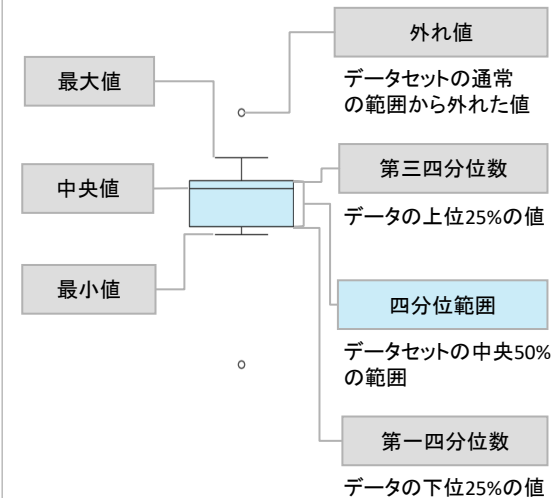 外れ値
データセットの通常
の範囲から外れた値
最大値
第三四分位数
データの上位25%の値
中央値
最小値
四分位範囲
データセットの中央50%
の範囲
第一四分位数
データの下位25%の値